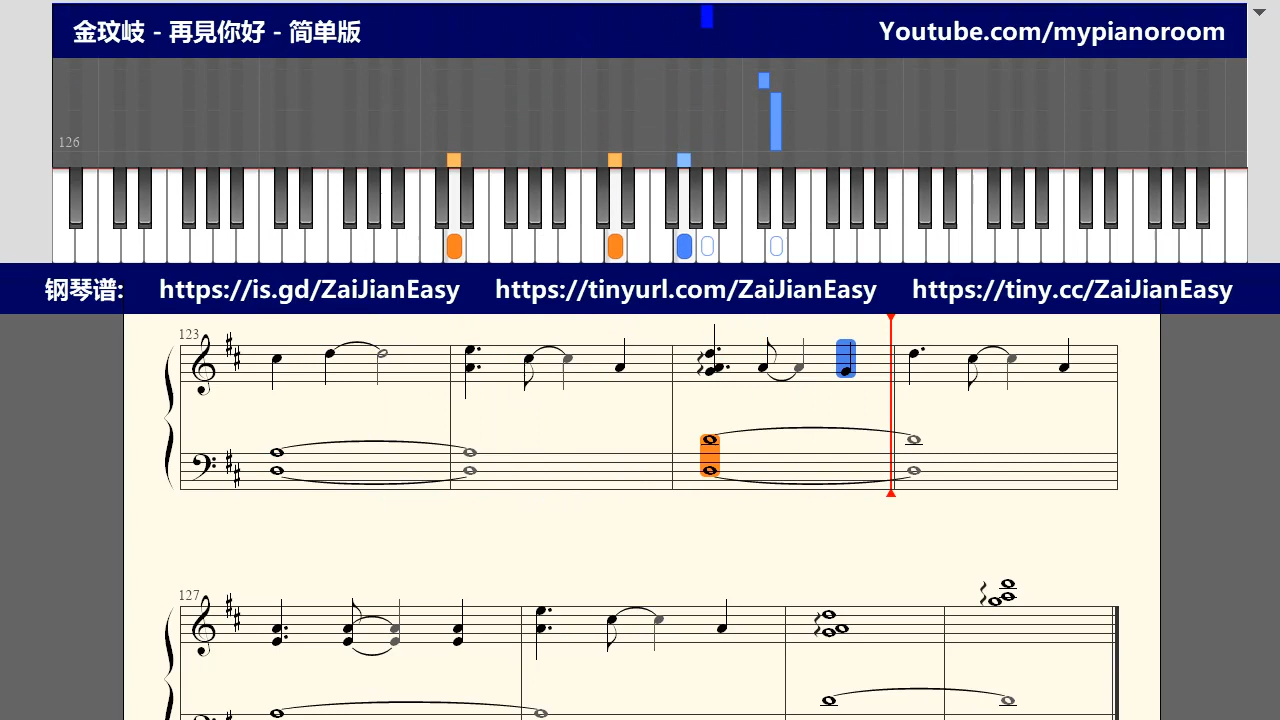 金玟岐 - 再見你好 - 简单版
Youtube.com/mypianoroom
126
钢琴谱: https://is.gd/ZaiJianEasy https://tinyurl.com/ZaiJianEasy https://tiny.cc/ZaiJianEasy
123
127